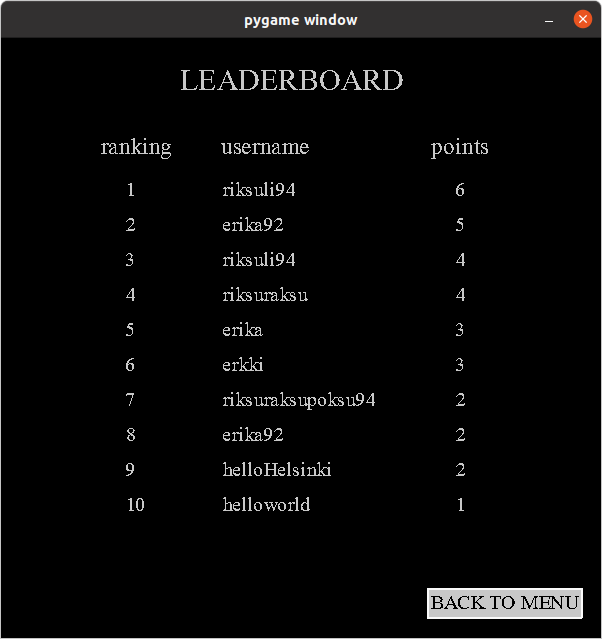 pygame window
LEADERBOARD
ranking username points
1 riksuli94 6
2 erika92 5
3 riksuli94 4
4 riksuraksu 4
5 erika 3
6 erkki 3
7 riksuraksupoksu94 2
8 erika92 2
9 helloHelsinki 2
10 helloworld 1
BACK TO MENU